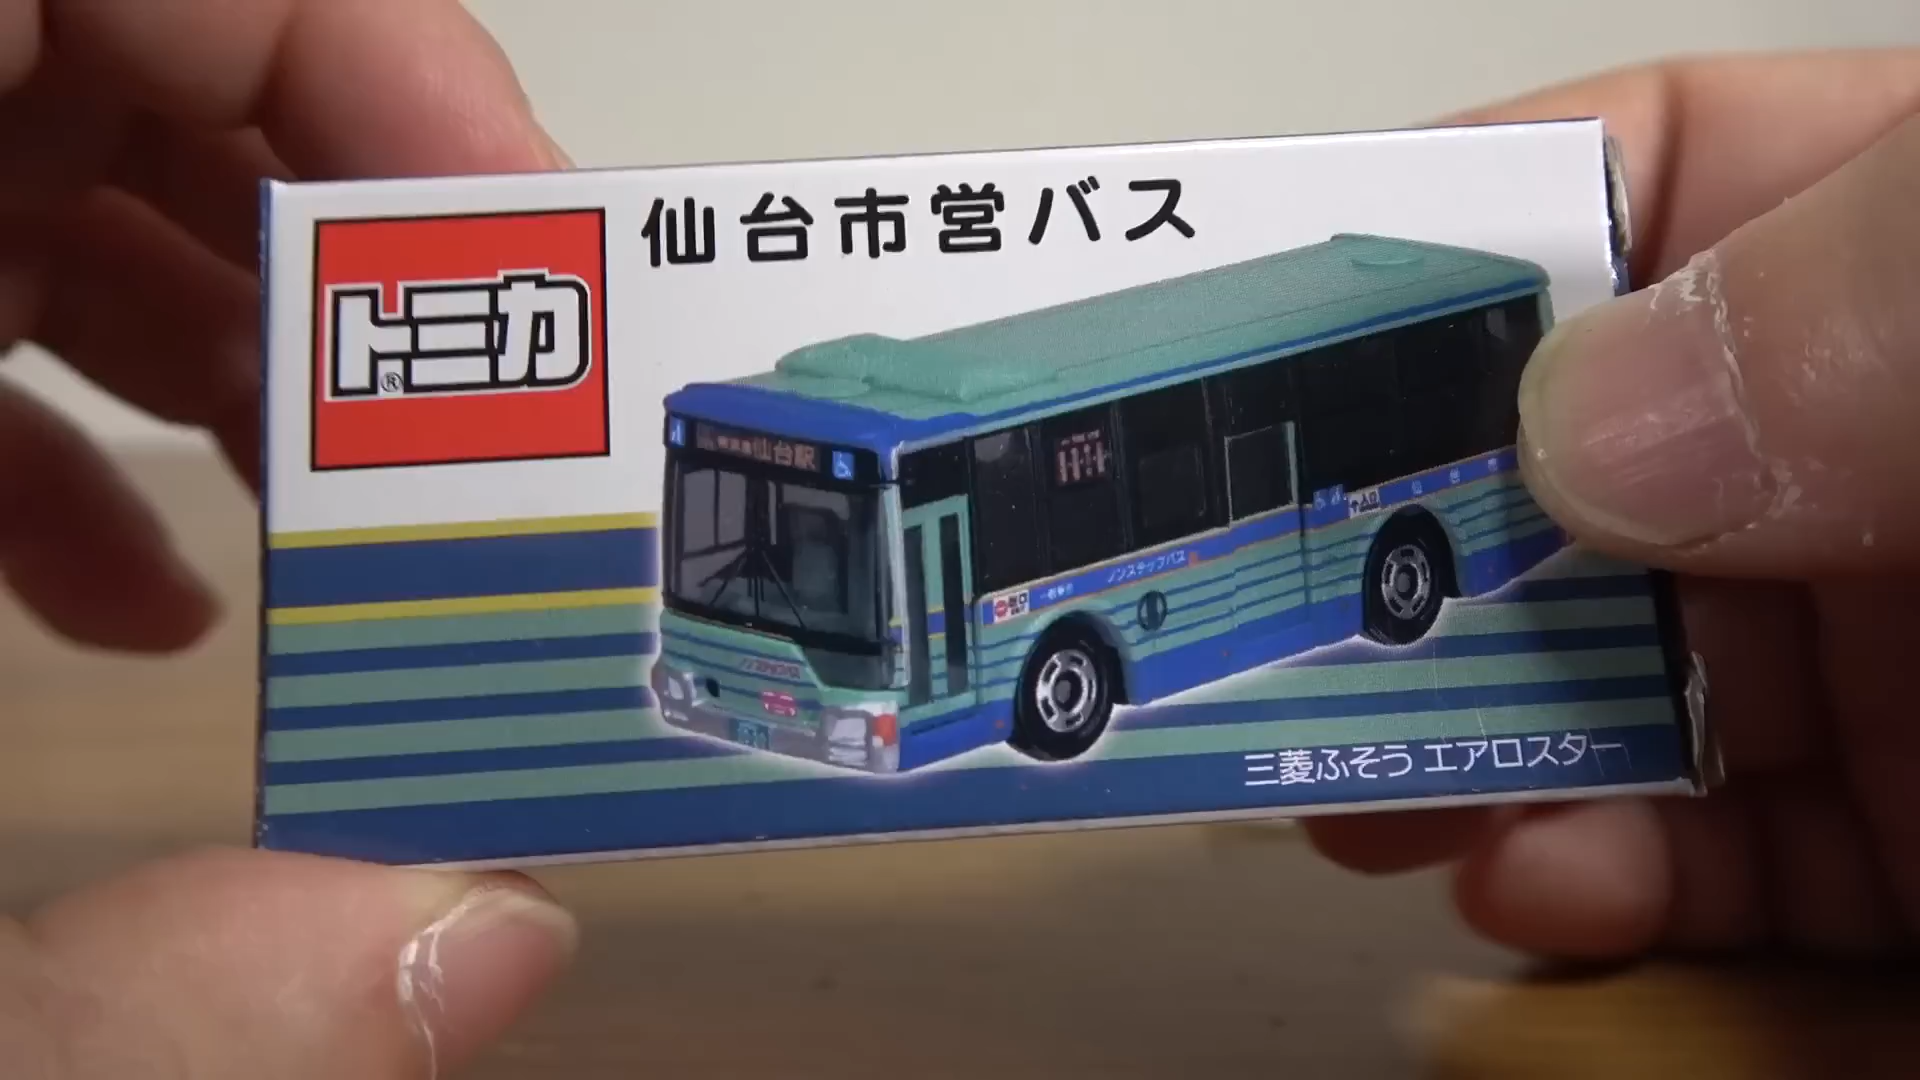 仙台市営バス
トミカ®
仙台駅
ノンステップバス
三菱ふそう エアロスター